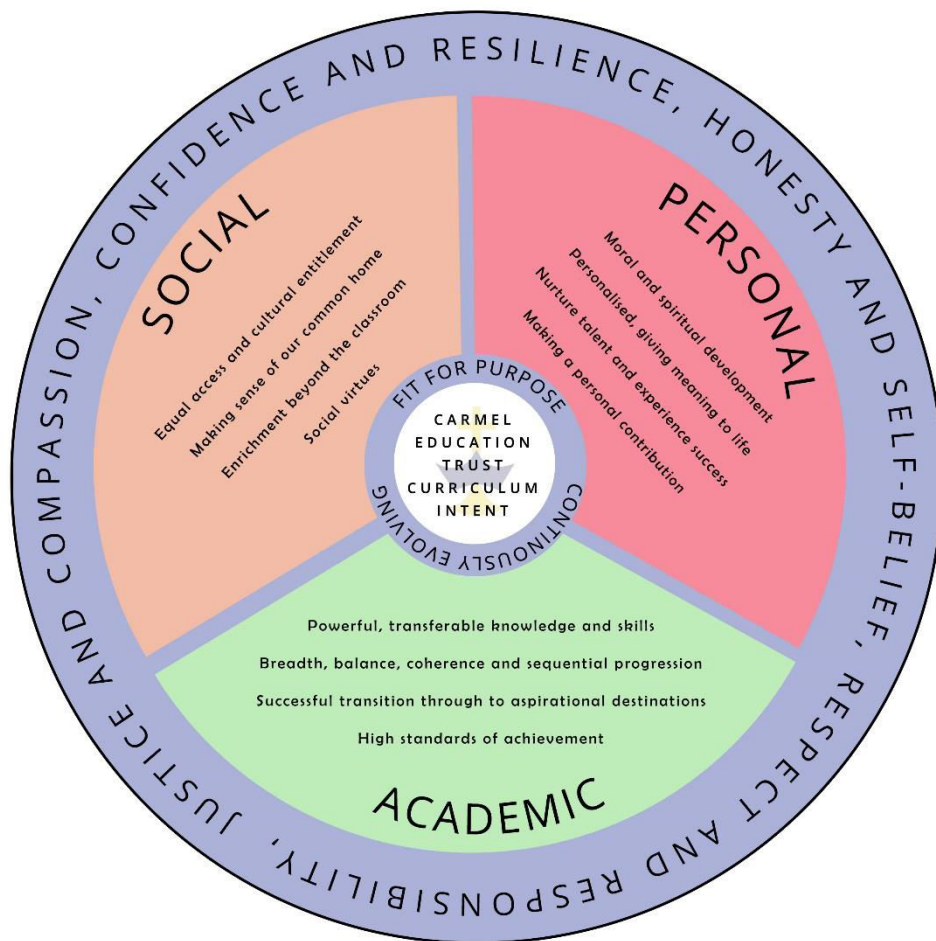 JUSTICE AND COMPASSION, CONFIDENCE AND RESILIENCE, HONESTY AND SELF-BELIEF, RESPECT AND RESPONSIBILITY,
SOCIAL
Equal access and cultural entitlement
Making sense of our common home
Enrichment beyond the classroom
Social virtues
PERSONAL
Moral and spiritual development
Personalised, giving meaning to life
Nurture talent and experience success
Making a personal contribution
FIT FOR PURPOSE
CARMEL
EDUCATION
TRUST
CURRICULUM
INTENT
CONTINOUSLY EVOLVING
Powerful, transferable knowledge and skills
Breadth, balance, coherence and sequential progression
Successful transition through to aspirational destinations
High standards of achievement
ACADEMIC